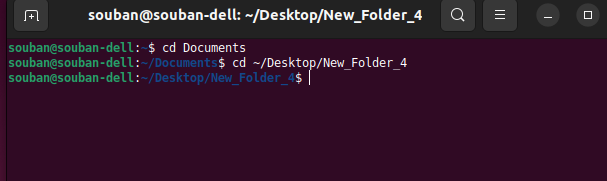 souban@souban-dell: ~/Desktop/New_Folder_4
souban@souban-dell:~$ cd Documents
souban@souban-dell:~/Documents$ cd ~/Desktop/New_Folder_4
souban@souban-dell:~/Desktop/New_Folder_4$